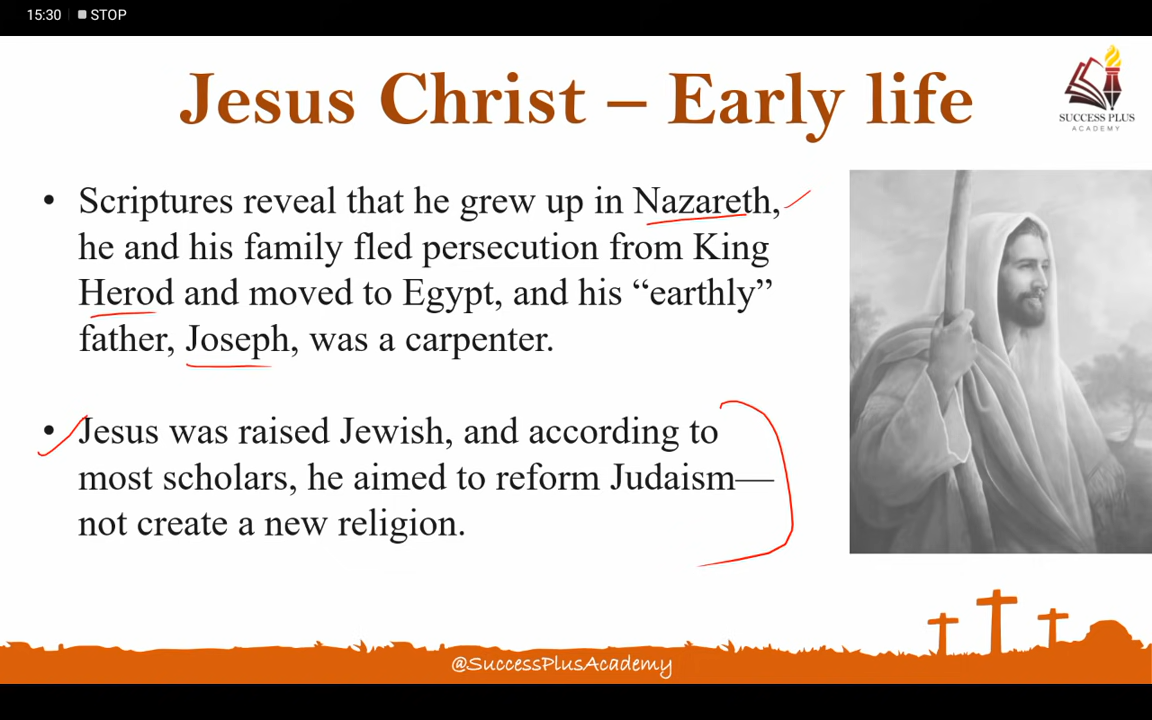 15:30 STOP
Jesus Christ – Early life
SUCCESS PLUS
ACADEMY
• Scriptures reveal that he grew up in Nazareth,
he and his family fled persecution from King
Herod and moved to Egypt, and his “earthly”
father, Joseph, was a carpenter.
• Jesus was raised Jewish, and according to
most scholars, he aimed to reform Judaism—
not create a new religion.
@SuccessPlusAcademy